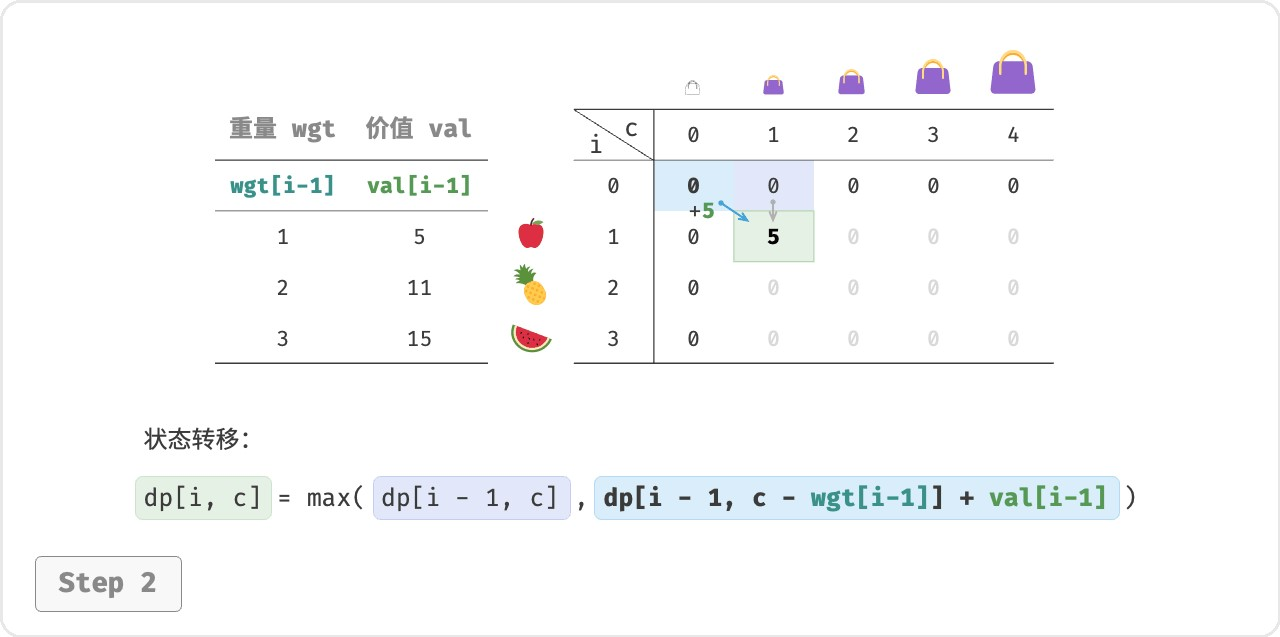 重量 wgt 价值 val
wgt[i-1] val[i-1]
1 5
2 11
3 15
c
i
0 1 2 3 4
0 0 0 0 0 0
+5
1 0 5 0 0 0
2 0 0 0 0 0
3 0 0 0 0 0
状态转移：
dp[i, c] = max( dp[i - 1, c] , dp[i - 1, c - wgt[i-1]] + val[i-1] )
Step 2